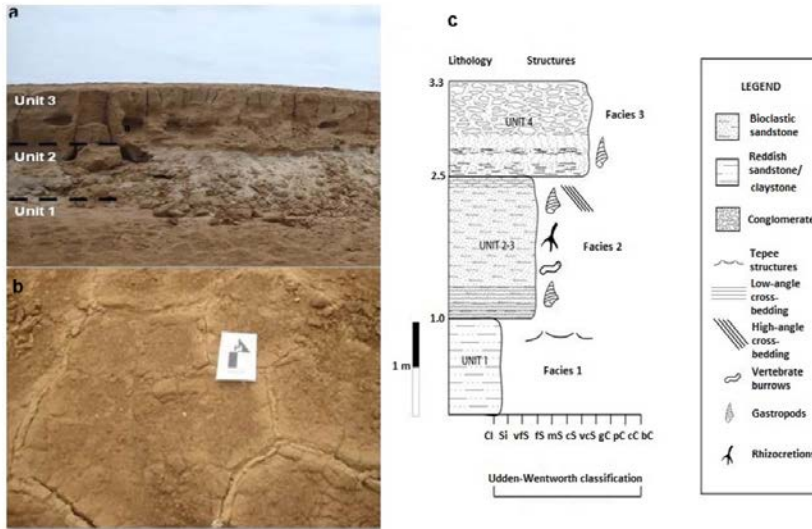 a
Unit 3
Unit 2
Unit 1
b
c
Lithology Structures
3.3
UNIT 4
Facies 3
2.5
UNIT 2-3
Facies 2
1.0
UNIT 1
Facies 1
1 m
Cl Si vfS fS mS cS vcS gC pC cC bC
Udden-Wentworth classification
LEGEND
Bioclastic
sandstone
Reddish
sandstone/
claystone
Conglomerate
Tepee
structures
Low-angle
cross-
bedding
High-angle
cross-
bedding
Vertebrate
burrows
Gastropods
Rhizocretions